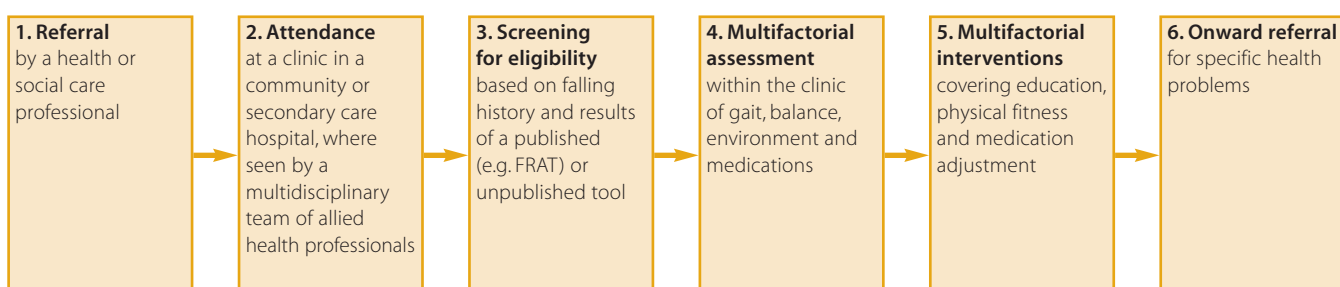 1. Referral
by a health or
social care
professional
2. Attendance
at a clinic in a
community or
secondary care
hospital, where
seen by a
multidisciplinary
team of allied
health professionals
3. Screening
for eligibility
based on falling
history and results
of a published
(e.g. FRAT) or
unpublished tool
4. Multifactorial
assessment
within the clinic
of gait, balance,
environment and
medications
5. Multifactorial
interventions
covering education,
physical fitness
and medication
adjustment
6. Onward referral
for specific health
problems